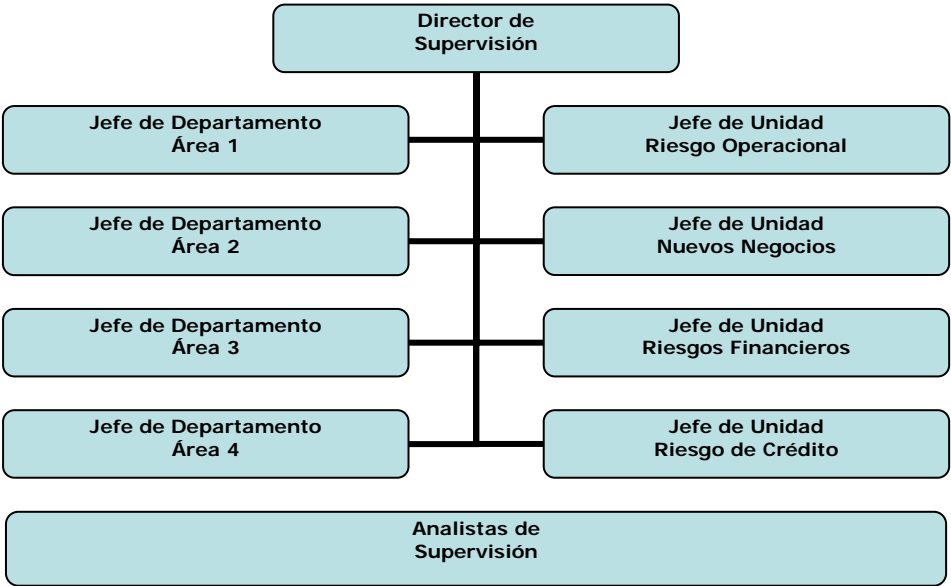 Director de
Supervisión
Jefe de Departamento
Área 1
Jefe de Unidad
Riesgo Operacional
Jefe de Departamento
Área 2
Jefe de Unidad
Nuevos Negocios
Jefe de Departamento
Área 3
Jefe de Unidad
Riesgos Financieros
Jefe de Departamento
Área 4
Jefe de Unidad
Riesgo de Crédito
Analistas de
Supervisión